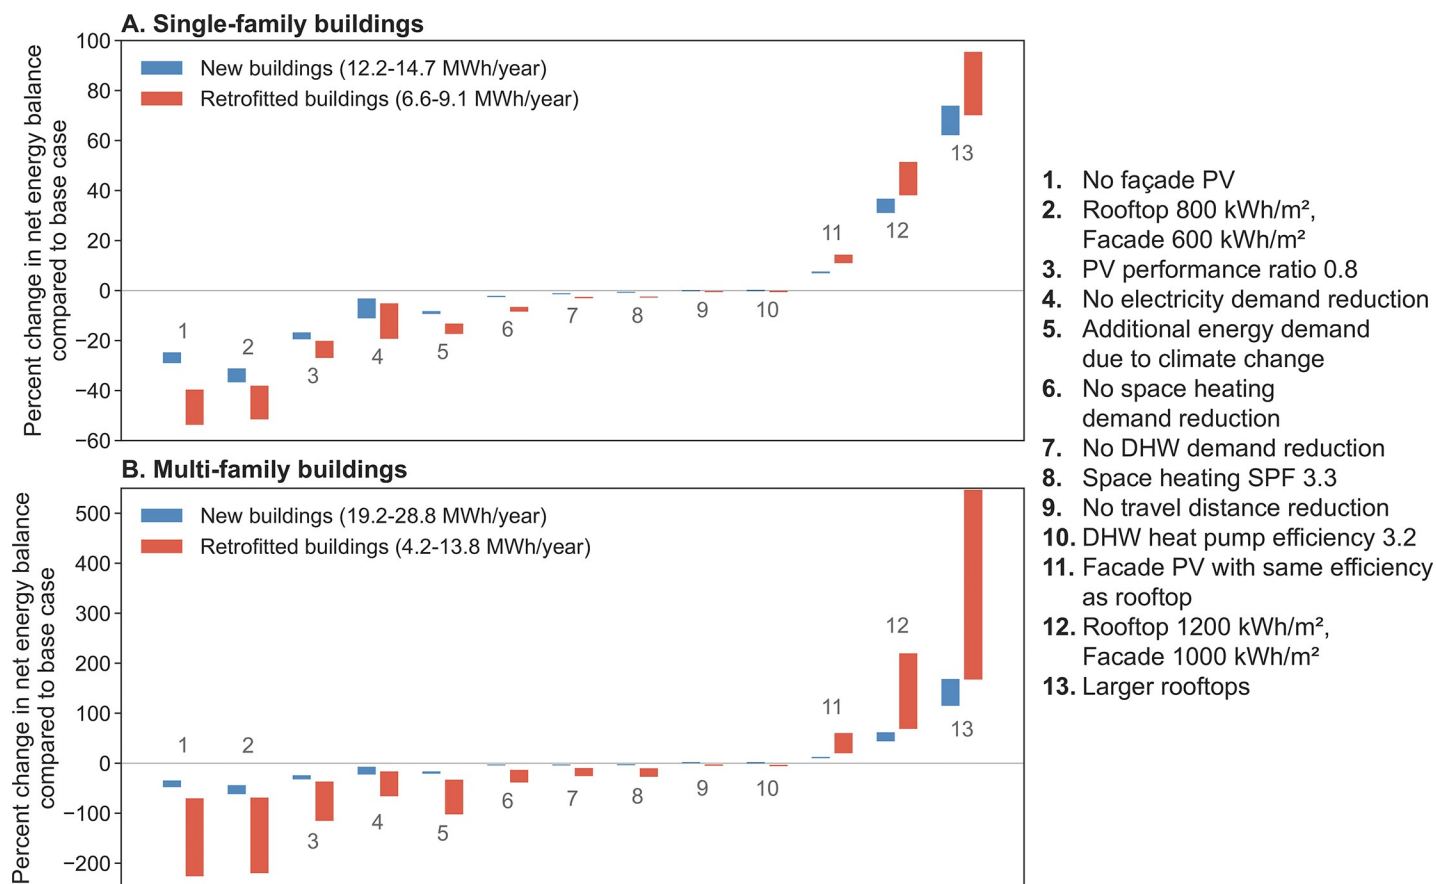 A. Single-family buildings
Percent change in net energy balance
compared to base case
100
80
60
40
20
0
−20
−40
−60
New buildings (12.2-14.7 MWh/year)
Retrofitted buildings (6.6-9.1 MWh/year)
1
2
3
4
5
6
7
8
9
10
11
12
13
B. Multi-family buildings
Percent change in net energy balance
compared to base case
500
400
300
200
100
0
−100
−200
New buildings (19.2-28.8 MWh/year)
Retrofitted buildings (4.2-13.8 MWh/year)
1
2
3
4
5
6
7
8
9
10
11
12
13
1. No façade PV
2. Rooftop 800 kWh/m²,
Facade 600 kWh/m²
3. PV performance ratio 0.8
4. No electricity demand reduction
5. Additional energy demand
due to climate change
6. No space heating
demand reduction
7. No DHW demand reduction
8. Space heating SPF 3.3
9. No travel distance reduction
10. DHW heat pump efficiency 3.2
11. Facade PV with same efficiency
as rooftop
12. Rooftop 1200 kWh/m²,
Facade 1000 kWh/m²
13. Larger rooftops